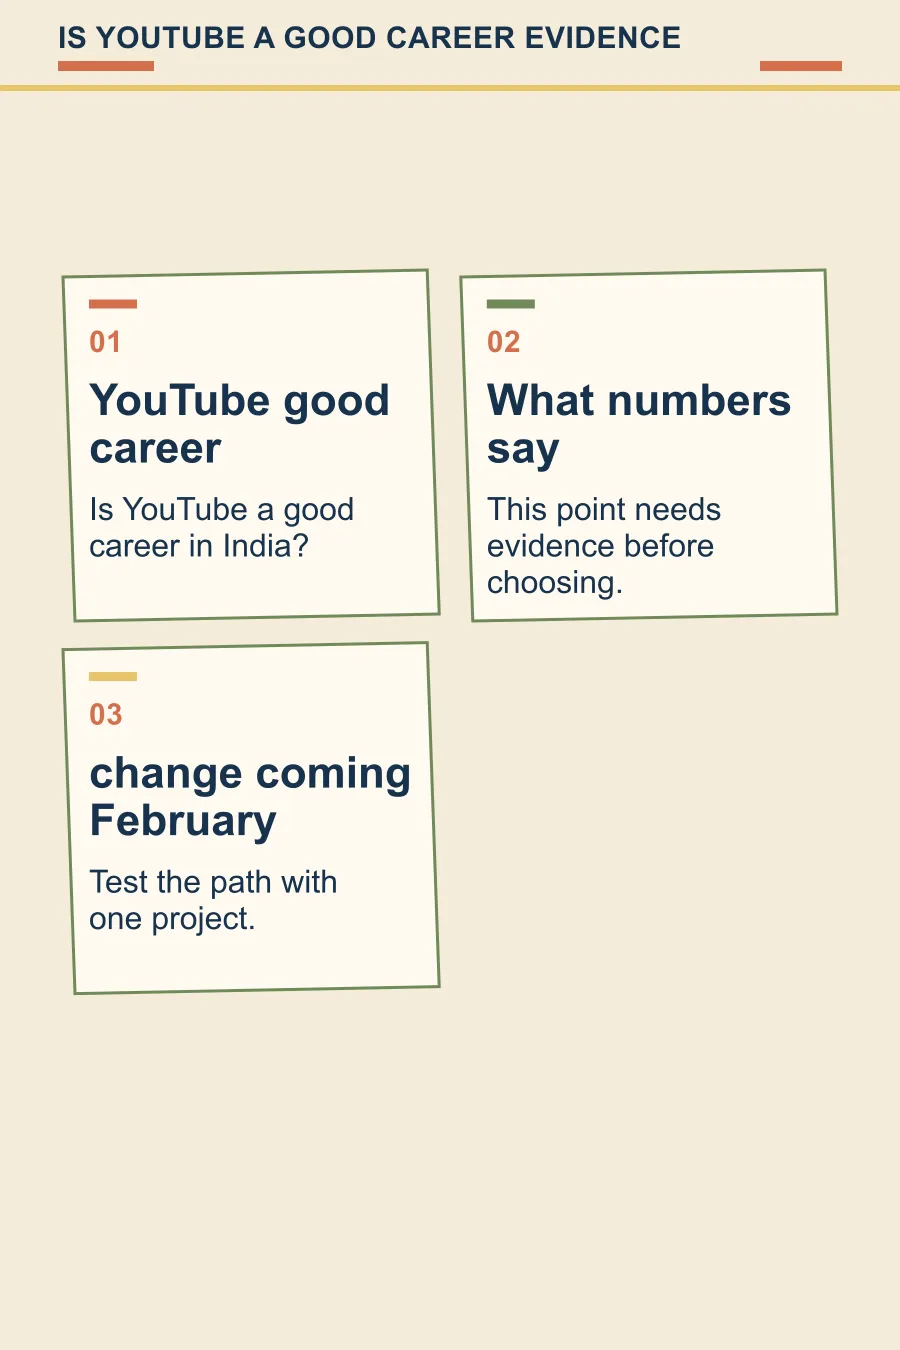 IS YOUTUBE A GOOD CAREER EVIDENCE
01
YouTube good
career
Is YouTube a good
career in India?
02
What numbers
say
This point needs
evidence before
choosing.
03
change coming
February
Test the path with
one project.